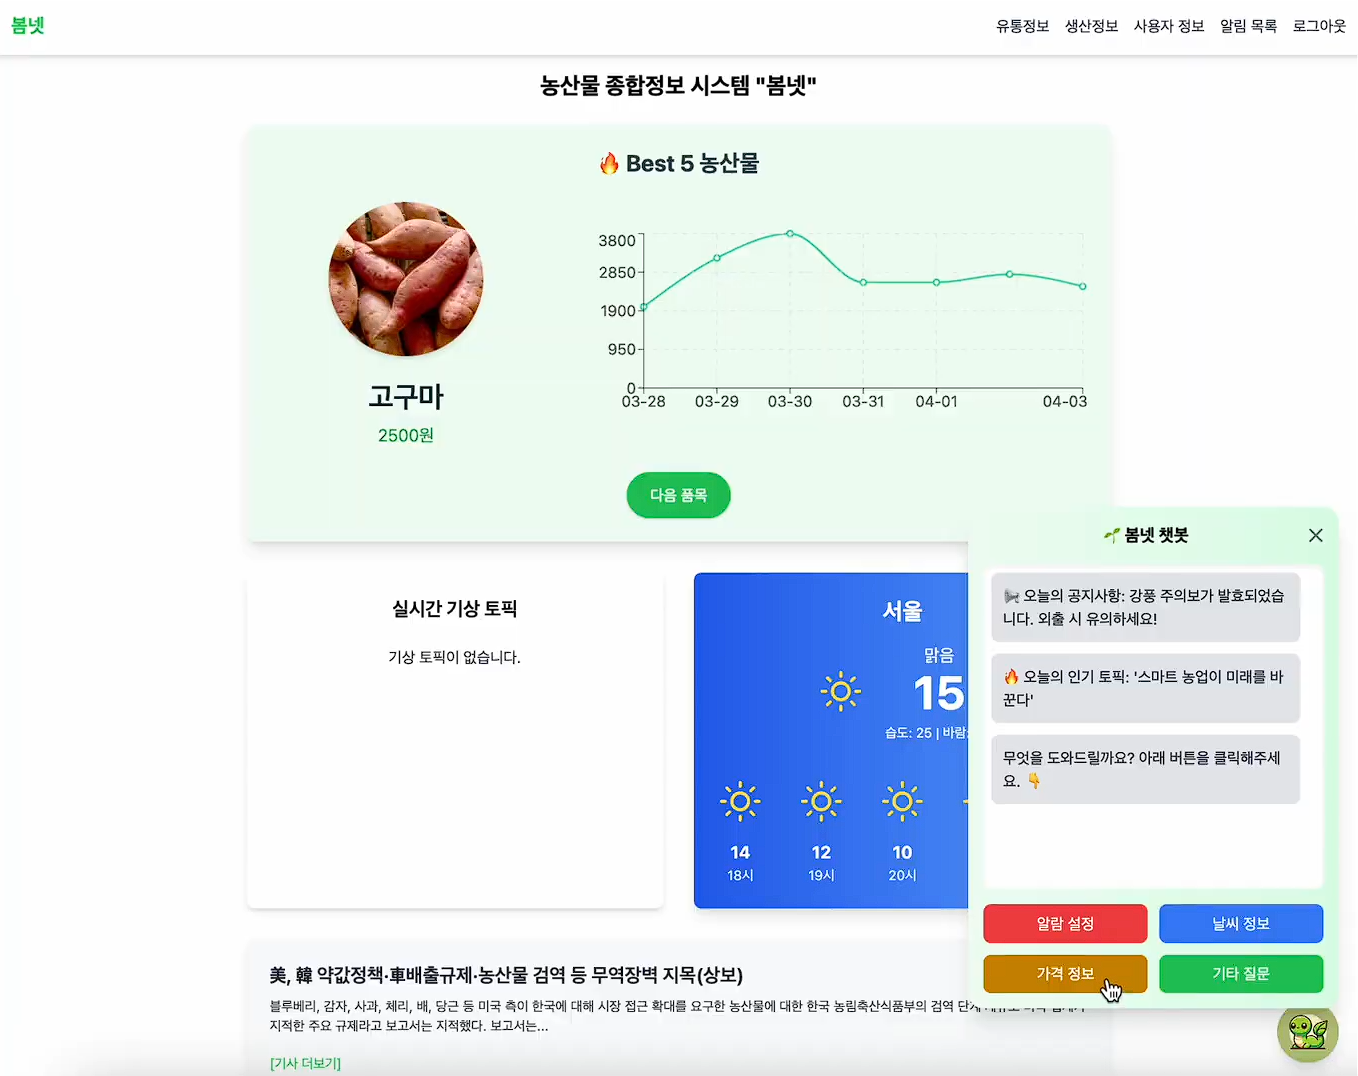 봄넷
유통정보 생산정보 사용자 정보 알림 목록 로그아웃
농산물 종합정보 시스템 "봄넷"
🔥 Best 5 농산물
고구마
2500원
3800
2850
1900
950
0
03-28 03-29 03-30 03-31 04-01 04-03
다음 품목
실시간 기상 토픽
기상 토픽이 없습니다.
서울
맑음
15
습도: 25 | 바람:
14 12 10
18시 19시 20시
🌱 봄넷 챗봇
오늘의 공지사항: 강풍 주의보가 발효되었습
니다. 외출 시 유의하세요!
🔥 오늘의 인기 토픽: '스마트 농업이 미래를 바
꾼다'
무엇을 도와드릴까요? 아래 버튼을 클릭해주세
요. 👇
알람 설정 날씨 정보
가격 정보 기타 질문
美, 韓 약값정책·車배출규제·농산물 검역 등 무역장벽 지목(상보)
블루베리, 감자, 사과, 체리, 배, 당근 등 미국 측이 한국에 대해 시장 접근 확대를 요구한 농산물에 대한 한국 농림축산식품부의 검역
지적한 주요 규제라고 보고서는 지적했다. 보고서는...
[기사 더보기]